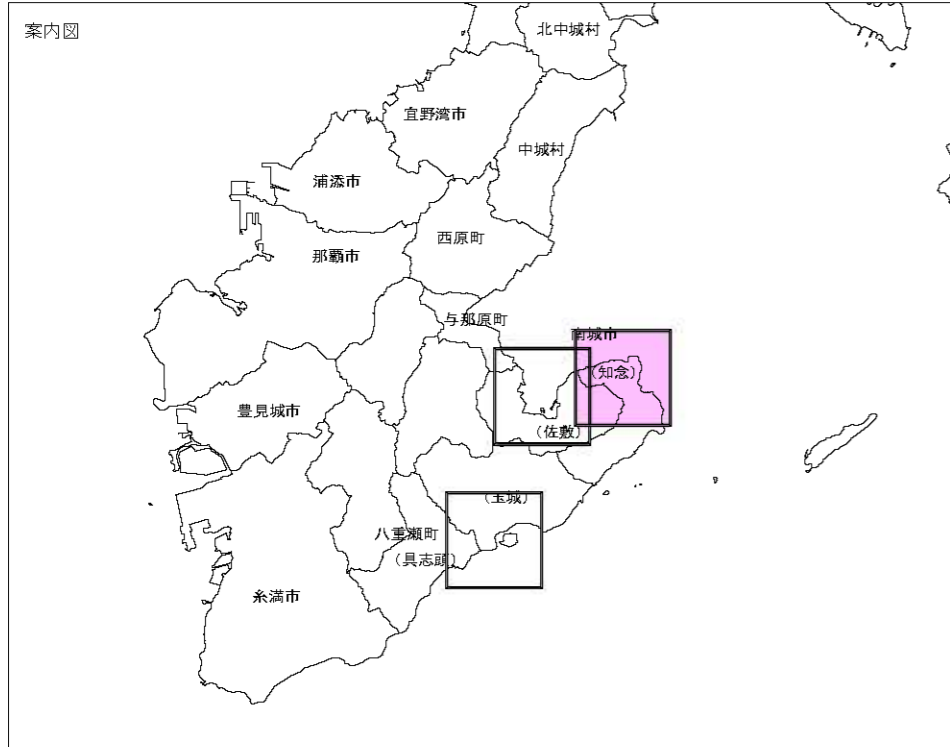 案内図
北中城村
宜野湾市
中城村
浦添市
西原町
那覇市
与那原町
南城市
（知念）
豊見城市
（佐敷）
（玉城）
八重瀬町
（具志頭）
糸満市